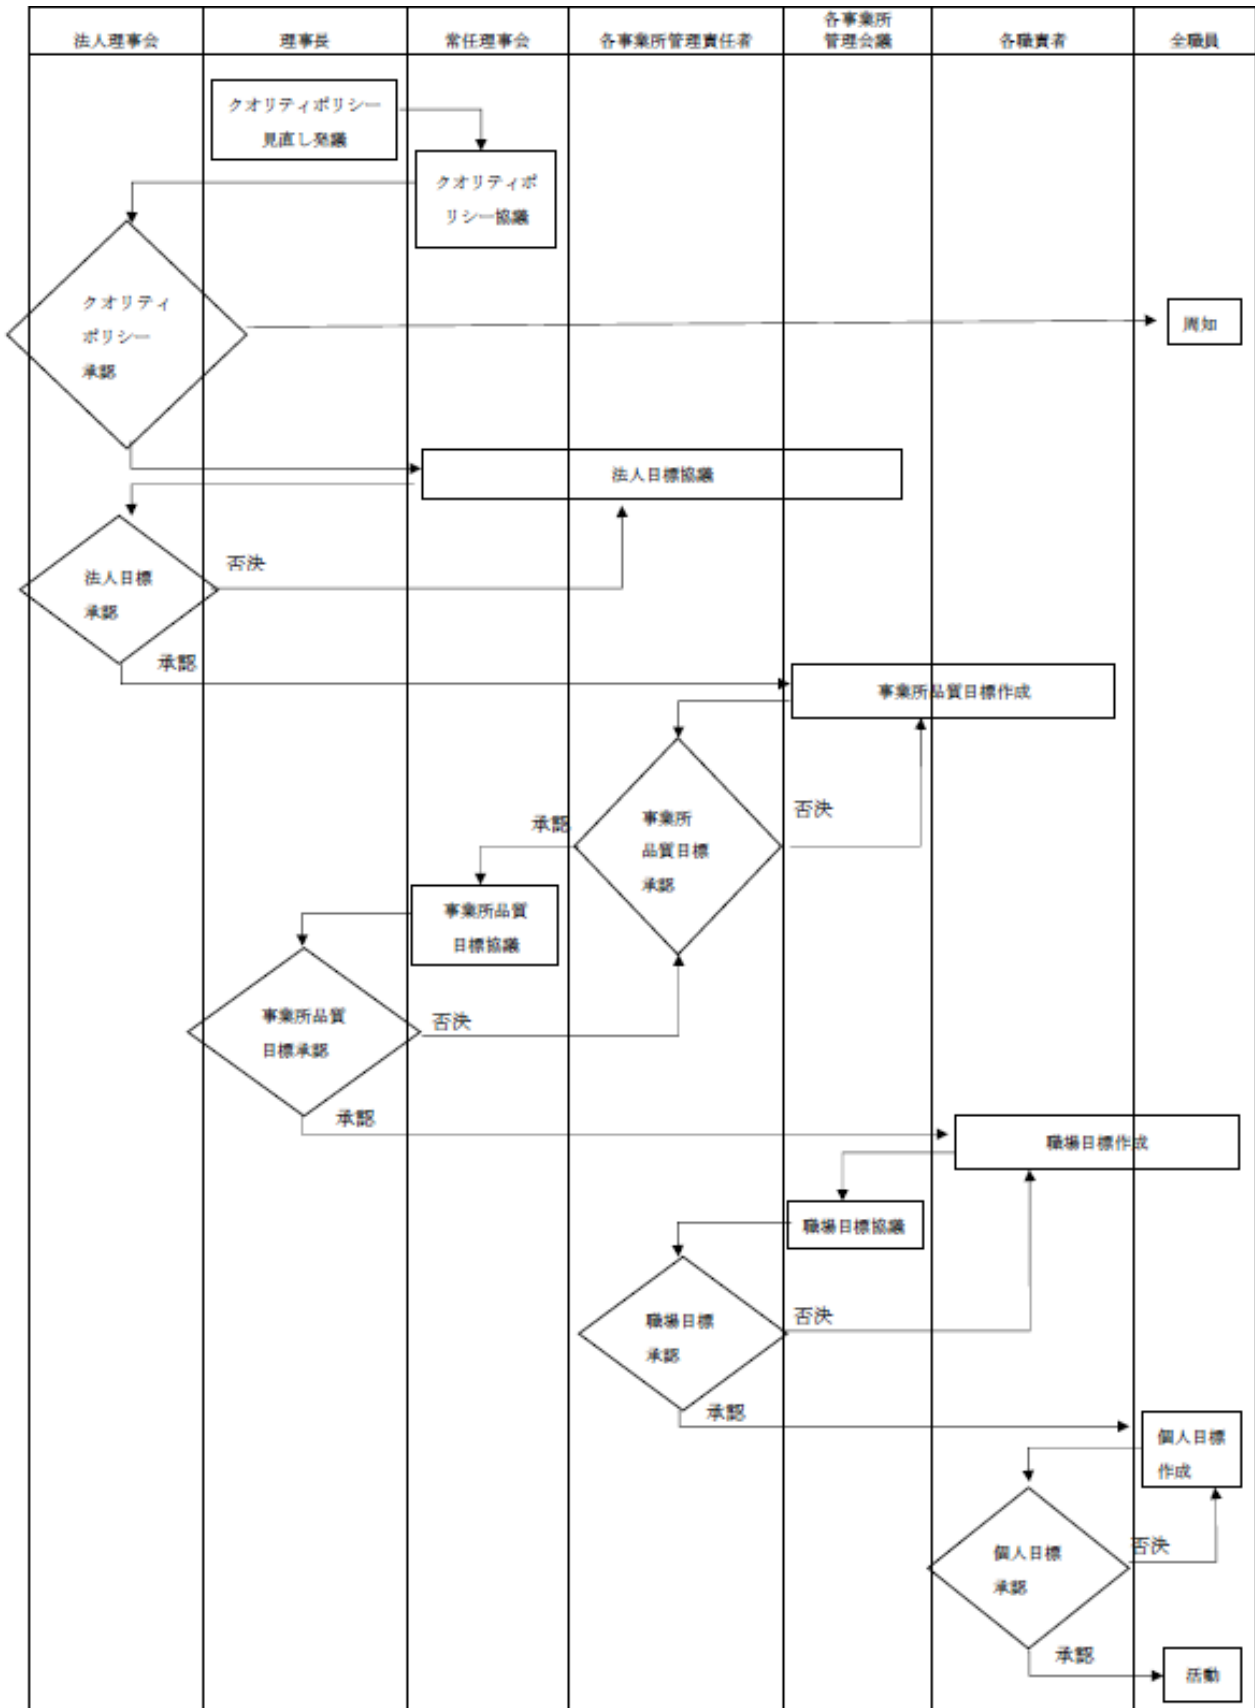 法人理事会
理事長
常任理事会
各事業所管理責任者
各事業所
管理会議
各職責者
全職員
クオリティポリシー
見直し発議
クオリティポ
リシー協議
クオリティ
ポリシー
承認
周知
法人目標協議
否決
法人目標
承認
承認
事業所品質目標作成
事業所
品質目標
承認
否決
承認
事業所品質
目標協議
事業所品質
目標承認
否決
承認
職場目標作成
職場目標協議
職場目標
承認
否決
承認
個人目標
作成
個人目標
承認
否決
承認
活動